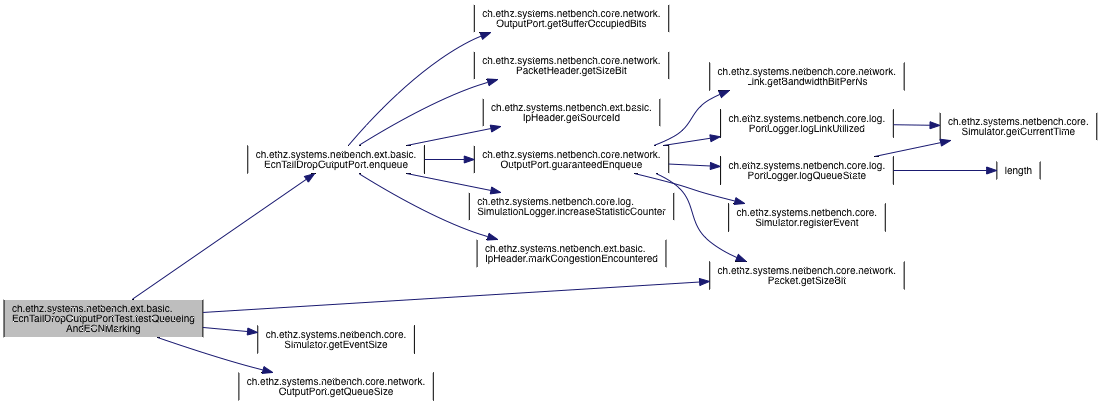 ch.ethz.systems.netbench.core.network.
OutputPort.getBufferOccupiedBits
ch.ethz.systems.netbench.core.network.
PacketHeader.getSizeBit
ch.ethz.systems.netbench.core.network.
Link.getBandwidthBitPerNs
ch.ethz.systems.netbench.ext.basic.
IpHeader.getSourceId
ch.ethz.systems.netbench.core.log.
PortLogger.logLinkUtilized
ch.ethz.systems.netbench.core.
Simulator.getCurrentTime
ch.ethz.systems.netbench.ext.basic.
EcnTailDropOutputPort.enqueue
ch.ethz.systems.netbench.core.network.
OutputPort.guaranteedEnqueue
ch.ethz.systems.netbench.core.log.
PortLogger.logQueueState
length
ch.ethz.systems.netbench.core.log.
SimulationLogger.increaseStatisticCounter
ch.ethz.systems.netbench.core.
Simulator.registerEvent
ch.ethz.systems.netbench.ext.basic.
IpHeader.markCongestionEncountered
ch.ethz.systems.netbench.core.network.
Packet.getSizeBit
ch.ethz.systems.netbench.ext.basic.
EcnTailDropOutputPortTest.testQueueing
AndECNMarking
ch.ethz.systems.netbench.core.
Simulator.getEventSize
ch.ethz.systems.netbench.core.network.
OutputPort.getQueueSize